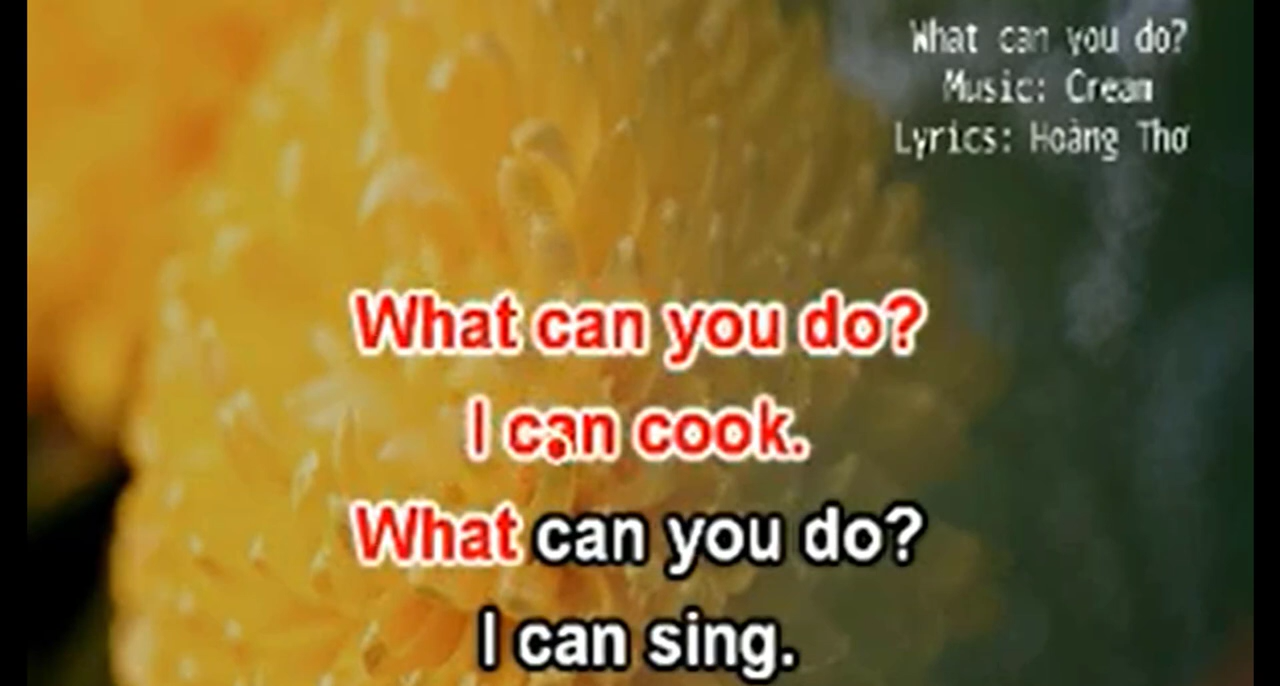 What can you do?
Music: Cream
Lyrics: Hoàng Thơ
What can you do?
I can cook.
What can you do?
I can sing.